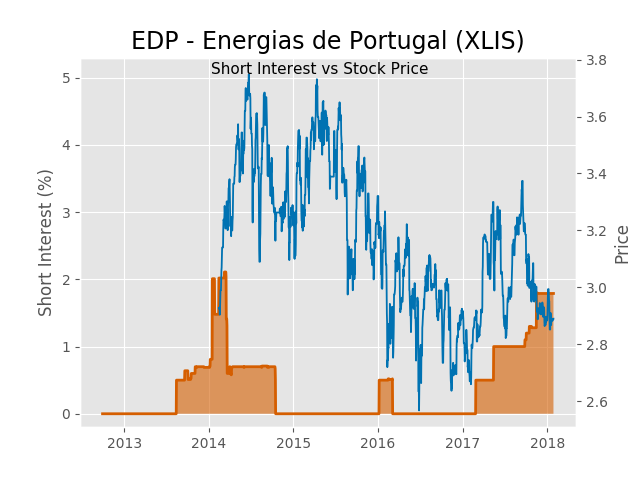 EDP - Energias de Portugal (XLIS)
Short Interest vs Stock Price
Short Interest (%)
5
4
3
2
1
0
3.8
3.6
3.4
3.2
3.0
2.8
2.6
Price
2013 2014 2015 2016 2017 2018